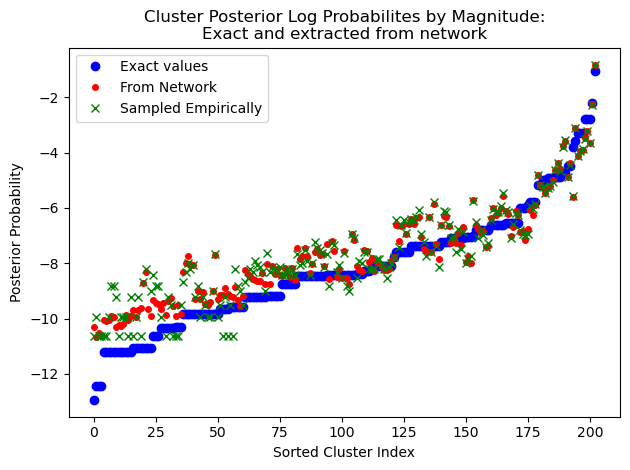 Cluster Posterior Log Probabilites by Magnitude:
Exact and extracted from network
Exact values
From Network
Sampled Empirically
Posterior Probability
−2
−4
−6
−8
−10
−12
0 25 50 75 100 125 150 175 200
Sorted Cluster Index